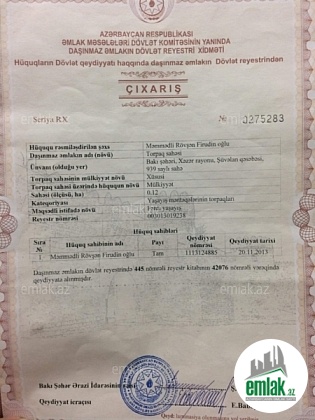 AZƏRBAYCAN RESPUBLİKASI
ƏMLAK MƏSƏLƏLƏRİ DÖVLƏT KOMİTƏSİNİN YANINDA
DAŞINMAZ ƏMLAKIN DÖVLƏT REYESTRİ XİDMƏTİ
Hüquqların Dövlət qeydiyyatı haqqında daşınmaz əmlakın Dövlət reyestrindən
ÇIXARIŞ
Seriya RX № 0275283
Hüququ rəsmiləşdirilən şəxs Məmmədli Rövşən Firudin oğlu
Daşınmaz əmlakın adı (növü) Torpaq sahəsi
Ünvanı (olduğu yer) Bakı şəhəri, Xəzər rayonu, Şüvəlan qəsəbəsi,
939 saylı sahə
Torpaq sahəsinin mülkiyyət növü Xüsusi
Torpaq sahəsi üzərində hüququn növü Mülkiyyət
Sahəsi (ölçüsü), ha 0.12
Kateqoriyası Yaşayış məntəqələrinin torpaqları
Məqsədli istifadə növü Fərdi yaşayış
Reyestr nömrəsi 003013019238
Hüquq sahibləri
Sıra № Hüquq sahibinin adı Payı Qeydiyyat nömrəsi Qeydiyyat tarixi
1 Məmmədli Rövşən Firudin oğlu Tam 1113124885 20.11.2013
Daşınmaz əmlakın dövlət reyestrində 445 nömrəli reyestr kitabının 42076 nömrəli vərəqində
qeydiyyata alınmışdır.
emlak.az
Bakı Şəhər Ərazi İdarəsinin rəisi
Qeyd icraçısı
emlak.az